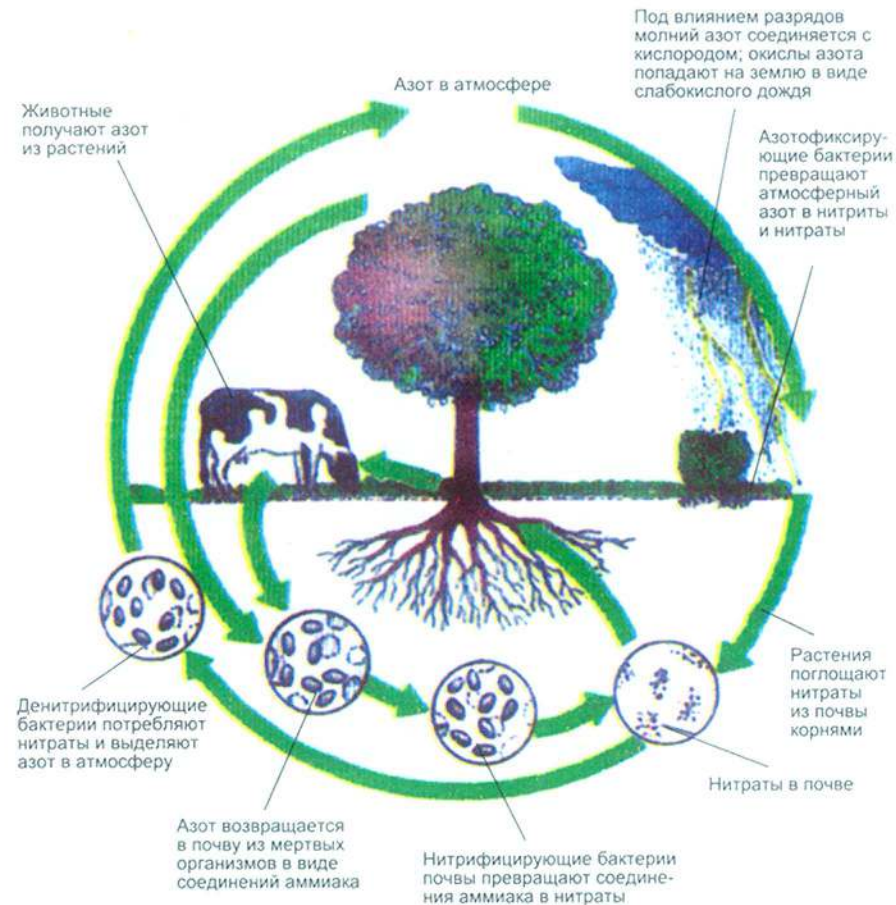 Под влиянием разрядов
молний азот соединяется с
кислородом; окислы азота
попадают на землю в виде
слабокислого дождя
Азот в атмосфере
Животные
получают азот
из растений
Азотофиксиру-
ющие бактерии
превращают
атмосферный
азот в нитриты
и нитраты
Растения
поглощают
нитраты
из почвы
корнями
Денитрифицирующие
бактерии потребляют
нитраты и выделяют
азот в атмосферу
Нитраты в почве
Азот возвращается
в почву из мертвых
организмов в виде
соединений аммиака
Нитрифицирующие бактерии
почвы превращают соедине-
ния аммиака в нитраты